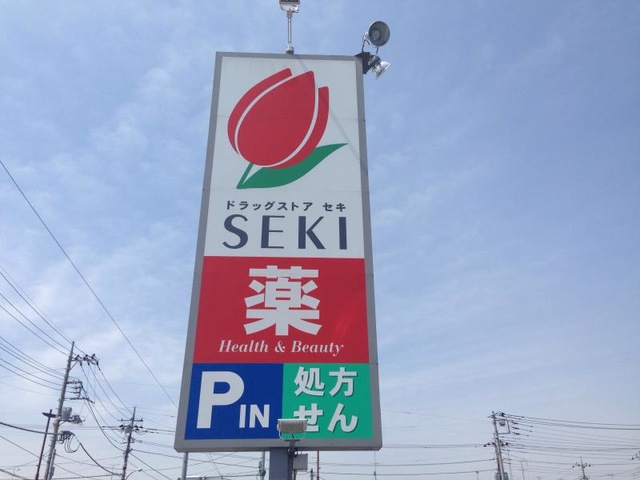 ドラッグストア セキ
SEKI
薬
Health & Beauty
P IN
処方
せん